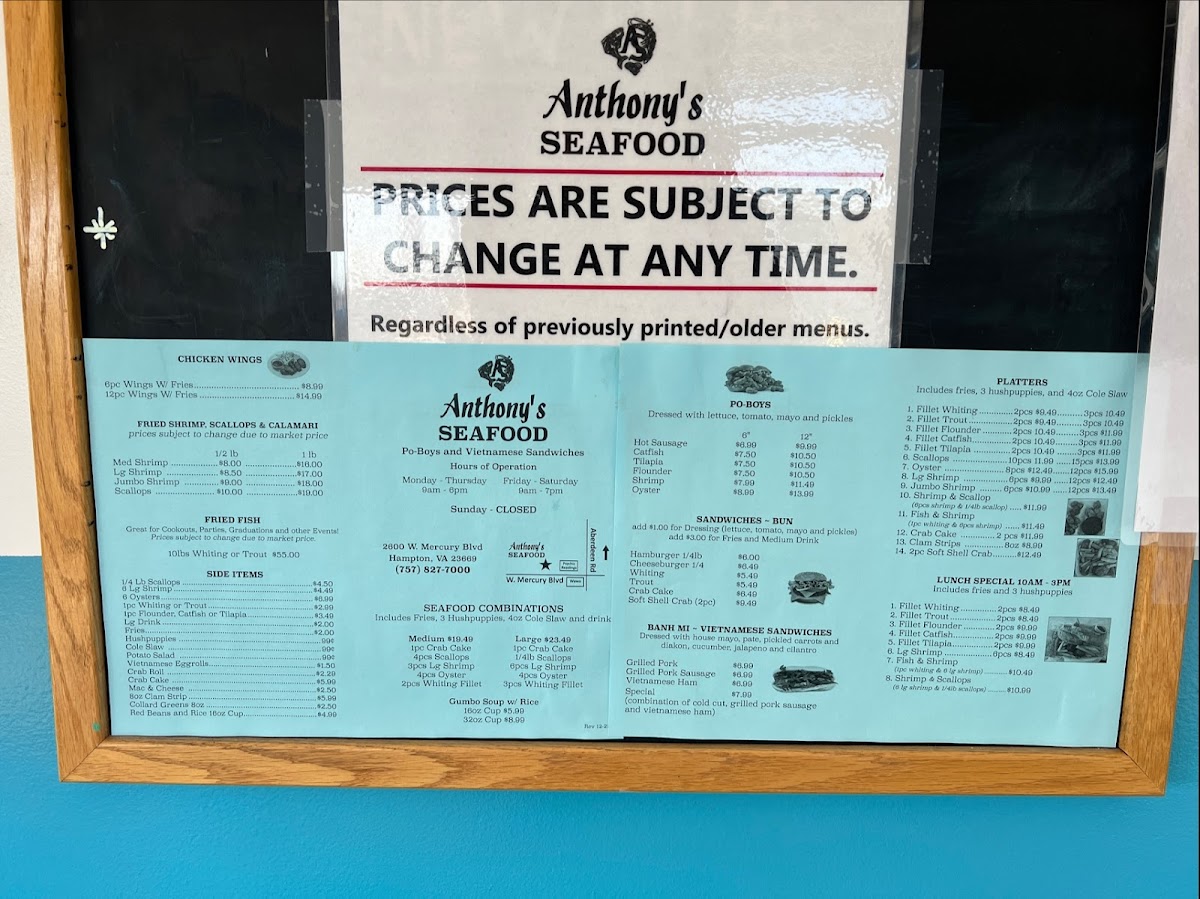 Anthony's
SEAFOOD
PRICES ARE SUBJECT TO
CHANGE AT ANY TIME.
Regardless of previously printed/older menus.
CHICKEN WINGS
6pc Wings W/ Fries $8.99
12pc Wings W/ Fries $14.99
FRIED SHRIMP, SCALLOPS & CALAMARI
prices subject to change due to market price
1/2 lb 1 lb
Med Shrimp $8.00 $16.00
Lg Shrimp $8.50 $17.00
Jumbo Shrimp $9.00 $18.00
Scallops $10.00 $19.00
FRIED FISH
Great for Cookouts, Parties, Graduations and other Events!
Prices subject to change due to market price.
10lbs Whiting or Trout $55.00
SIDE ITEMS
1/4 Lb Scallops $4.50
6 Lg Shrimp $4.49
6 Oysters $6.99
1pc Whiting or Trout $2.99
1pc Flounder, Catfish or Tilapia $3.49
Lg Drink $2.00
Fries $2.00
Hushpuppies 99¢
Cole Slaw 99¢
Potato Salad 99¢
Vietnamese Eggrolls $1.50
Crab Roll $2.29
Crab Cake $5.99
Mac & Cheese $2.50
8oz Clam Strip $5.99
Collard Greens 8oz $2.50
Red Beans and Rice 16oz Cup $4.99
Anthony's
SEAFOOD
Po-Boys and Vietnamese Sandwiches
Hours of Operation
Monday - Thursday Friday - Saturday
9am - 6pm 9am - 7pm
Sunday - CLOSED
2600 W. Mercury Blvd
Hampton, VA 23669
(757) 827-7000
Anthony's
SEAFOOD
Aberdeen Rd
W. Mercury Blvd
SEAFOOD COMBINATIONS
Includes Fries, 3 Hushpuppies, 4oz Cole Slaw and drink
Medium $19.49 Large $23.49
1pc Crab Cake 1pc Crab Cake
4pcs Scallops 1/4lb Scallops
3pcs Lg Shrimp 6pcs Lg Shrimp
4pcs Oyster 4pcs Oyster
2pcs Whiting Fillet 3pcs Whiting Fillet
Gumbo Soup w/ Rice
16oz Cup $5.99
32oz Cup $8.99
PO-BOYS
Dressed with lettuce, tomato, mayo and pickles
6" 12"
Hot Sausage $6.99 $9.99
Catfish $7.50 $10.50
Tilapia $7.50 $10.50
Flounder $7.50 $10.50
Shrimp $7.99 $11.49
Oyster $8.99 $13.99
SANDWICHES ~ BUN
add $1.00 for Dressing (lettuce, tomato, mayo and pickles)
add $3.00 for Fries and Medium Drink
Hamburger 1/4lb $6.00
Cheeseburger 1/4 $6.49
Whiting $5.49
Trout $5.49
Crab Cake $6.49
Soft Shell Crab (2pc) $9.49
BANH MI ~ VIETNAMESE SANDWICHES
Dressed with house mayo, pate, pickled carrots and
diakon, cucumber, jalapeno and cilantro
Grilled Pork $6.99
Grilled Pork Sausage $6.99
Vietnamese Ham $6.99
Special $7.99
(combination of cold cut, grilled pork sausage
and vietnamese ham)
PLATTERS
Includes fries, 3 hushpuppies, and 4oz Cole Slaw
1. Fillet Whiting 2pcs $9.49 3pcs 10.49
2. Fillet Trout 2pcs $9.49 3pcs 10.49
3. Fillet Flounder 2pcs 10.49 3pcs $11.99
4. Fillet Catfish 2pcs 10.49 3pcs $11.99
5. Fillet Tilapia 2pcs 10.49 3pcs $11.99
6. Scallops 10pcs 11.99 15pcs $13.99
7. Oyster 8pcs $12.49 12pcs $15.99
8. Lg Shrimp 6pcs $9.99 12pcs $12.49
9. Jumbo Shrimp 6pcs $10.99 12pcs $13.49
10. Shrimp & Scallop
(6pcs shrimp & 1/4lb scallop) $11.99
11. Fish & Shrimp
(1pc whiting & 6pcs shrimp) $11.49
12. Crab Cake 2 pcs $11.99
13. Clam Strips 8oz $8.99
14. 2pc Soft Shell Crab $12.49
LUNCH SPECIAL 10AM - 3PM
Includes fries and 3 hushpuppies
1. Fillet Whiting 2pcs $8.49
2. Fillet Trout 2pcs $8.49
3. Fillet Flounder 2pcs $9.99
4. Fillet Catfish 2pcs $9.99
5. Fillet Tilapia 2pcs $9.99
6. Lg Shrimp 6pcs $8.49
7. Fish & Shrimp
(1pc whiting & 6 lg shrimp) $10.49
8. Shrimp & Scallops
(6 lg shrimp & 1/4lb scallops) $10.99